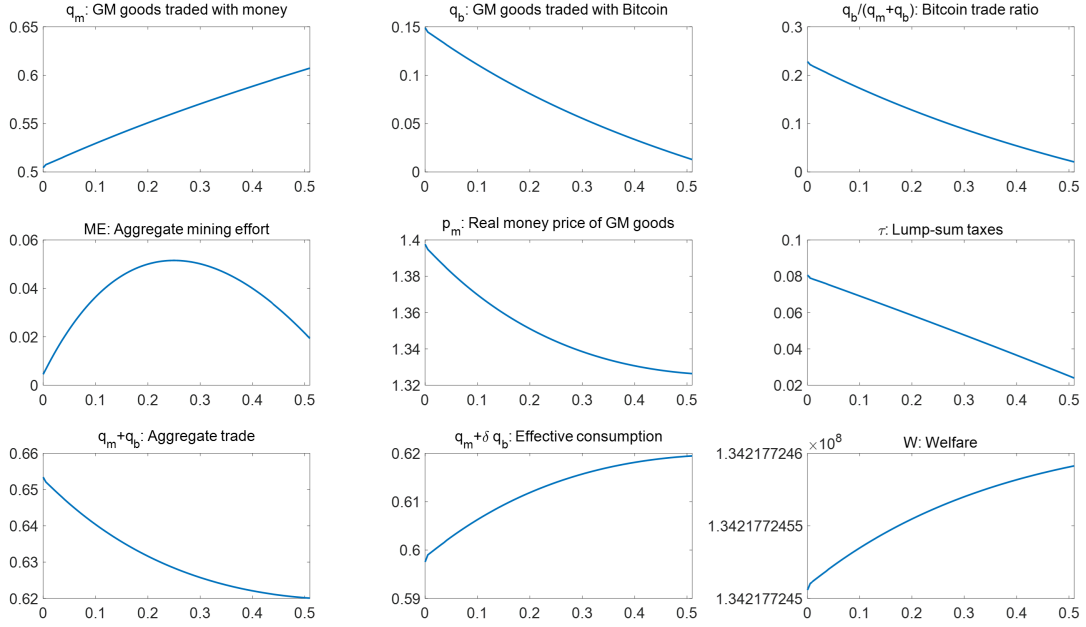 q_m: GM goods traded with money
0.65
0.6
0.55
0.5
0 0.1 0.2 0.3 0.4 0.5
q_b: GM goods traded with Bitcoin
0.15
0.1
0.05
0
0 0.1 0.2 0.3 0.4 0.5
q_b/(q_m+q_b): Bitcoin trade ratio
0.3
0.2
0.1
0
0 0.1 0.2 0.3 0.4 0.5
ME: Aggregate mining effort
0.06
0.04
0.02
0
0 0.1 0.2 0.3 0.4 0.5
p_m: Real money price of GM goods
1.4
1.38
1.36
1.34
1.32
0 0.1 0.2 0.3 0.4 0.5
τ: Lump-sum taxes
0.1
0.08
0.06
0.04
0.02
0 0.1 0.2 0.3 0.4 0.5
q_m+q_b: Aggregate trade
0.66
0.65
0.64
0.63
0.62
0 0.1 0.2 0.3 0.4 0.5
q_m+δ q_b: Effective consumption
0.62
0.61
0.6
0.59
0 0.1 0.2 0.3 0.4 0.5
W: Welfare
×10^8
1.342177246
1.3421772455
1.342177245
0 0.1 0.2 0.3 0.4 0.5